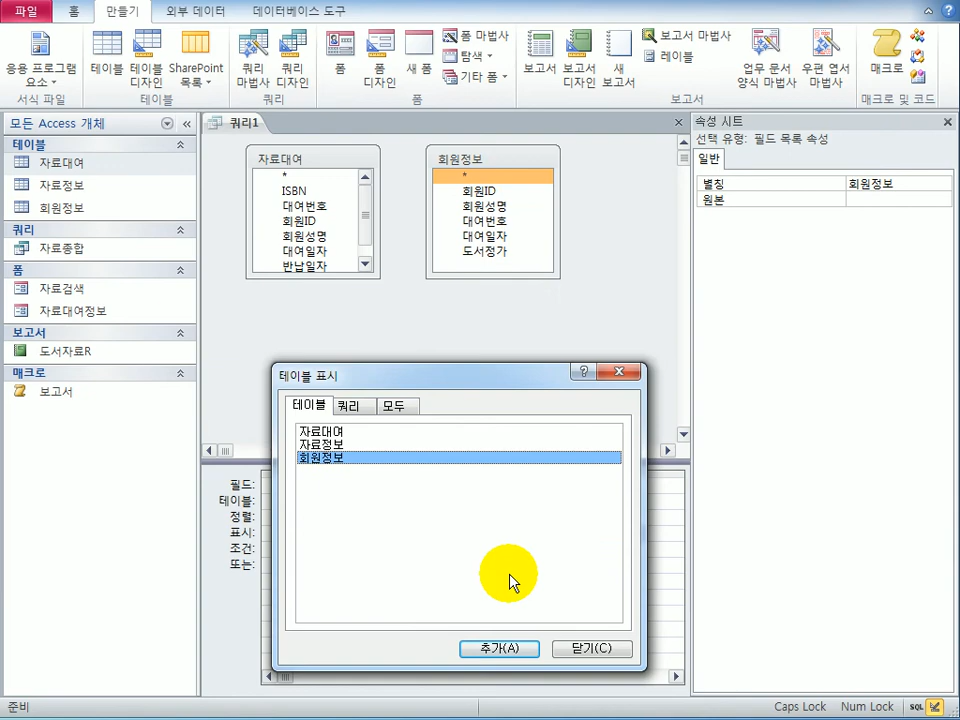 파일 홈 만들기 외부 데이터 데이터베이스 도구
응용 프로그램 요소
테이블
테이블 디자인
SharePoint 목록
쿼리 마법사
쿼리 디자인
폼
폼 디자인
새 폼
폼 마법사
탐색
기타 폼
보고서
보고서 디자인
새 보고서
보고서 마법사
레이블
업무 문서 양식 마법사
우편 엽서 마법사
매크로
서식 파일 테이블 쿼리 폼 보고서 매크로 및 코드
모든 Access 개체
테이블
자료대여
자료정보
회원정보
쿼리
자료종합
폼
자료검색
자료대여정보
보고서
도서자료R
매크로
보고서
쿼리1
자료대여
*
ISBN
대여번호
회원ID
회원성명
대여일자
반납일자
회원정보
*
회원ID
회원성명
대여번호
대여일자
도서정가
필드:
테이블:
정렬:
표시:
조건:
또는:
테이블 표시
테이블 쿼리 모두
자료대여
자료정보
회원정보
추가(A) 닫기(C)
속성 시트
선택 유형: 필드 목록 속성
일반
별칭 회원정보
원본
준비 Caps Lock Num Lock SQL